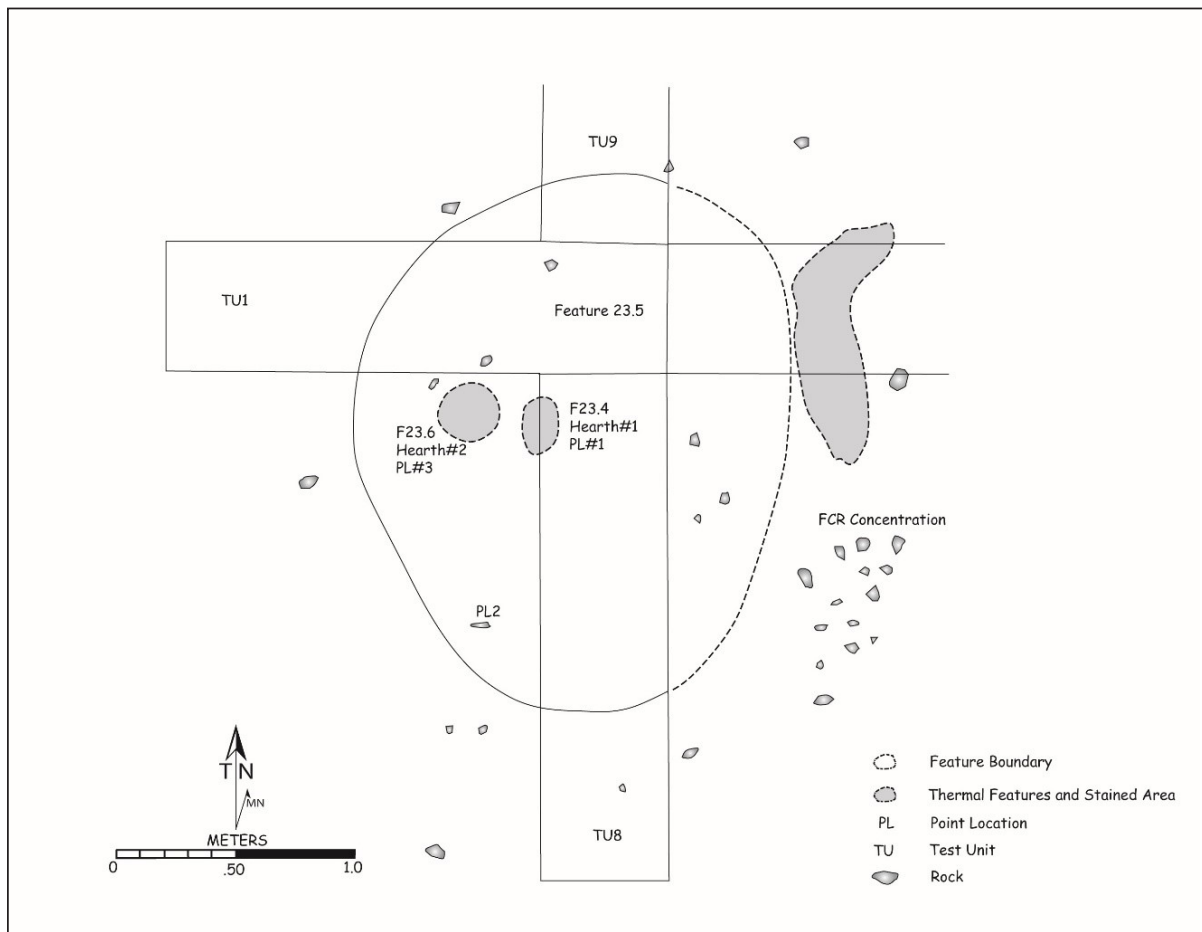 TU9
TU1
Feature 23.5
F23.4
Hearth#1
PL#1
F23.6
Hearth#2
PL#3
FCR Concentration
PL2
TN
MN
METERS
0 .50 1.0
TU8
Feature Boundary
Thermal Features and Stained Area
PL Point Location
TU Test Unit
Rock